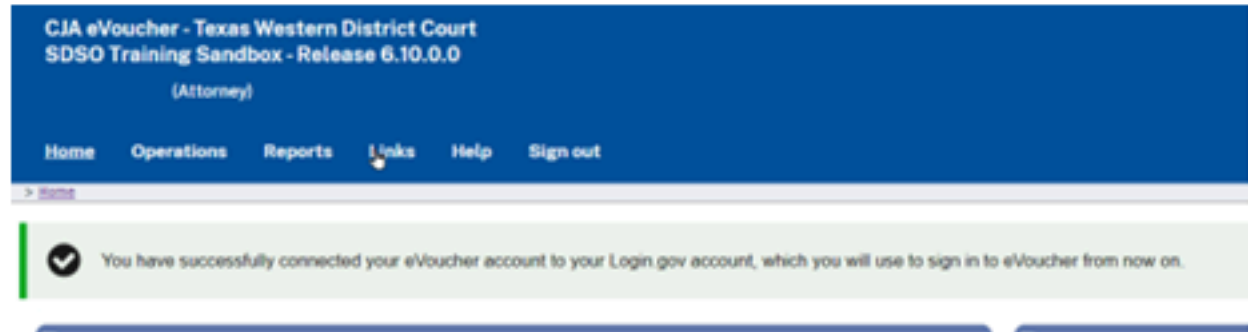 CJA eVoucher - Texas Western District Court
SDSO Training Sandbox - Release 6.10.0.0
(Attorney)
Home Operations Reports Links Help Sign out
> Home
You have successfully connected your eVoucher account to your Login.gov account, which you will use to sign in to eVoucher from now on.